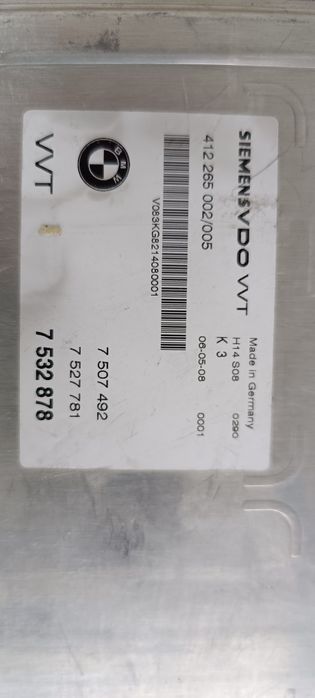 SIEMENS VDO VVT
Made in Germany
H14 S08 0290
K 3
412 265 002/005
06-05-08 0001
V083KG8214080001
BMW
7 507 492
7 527 781
VVT
7 532 878